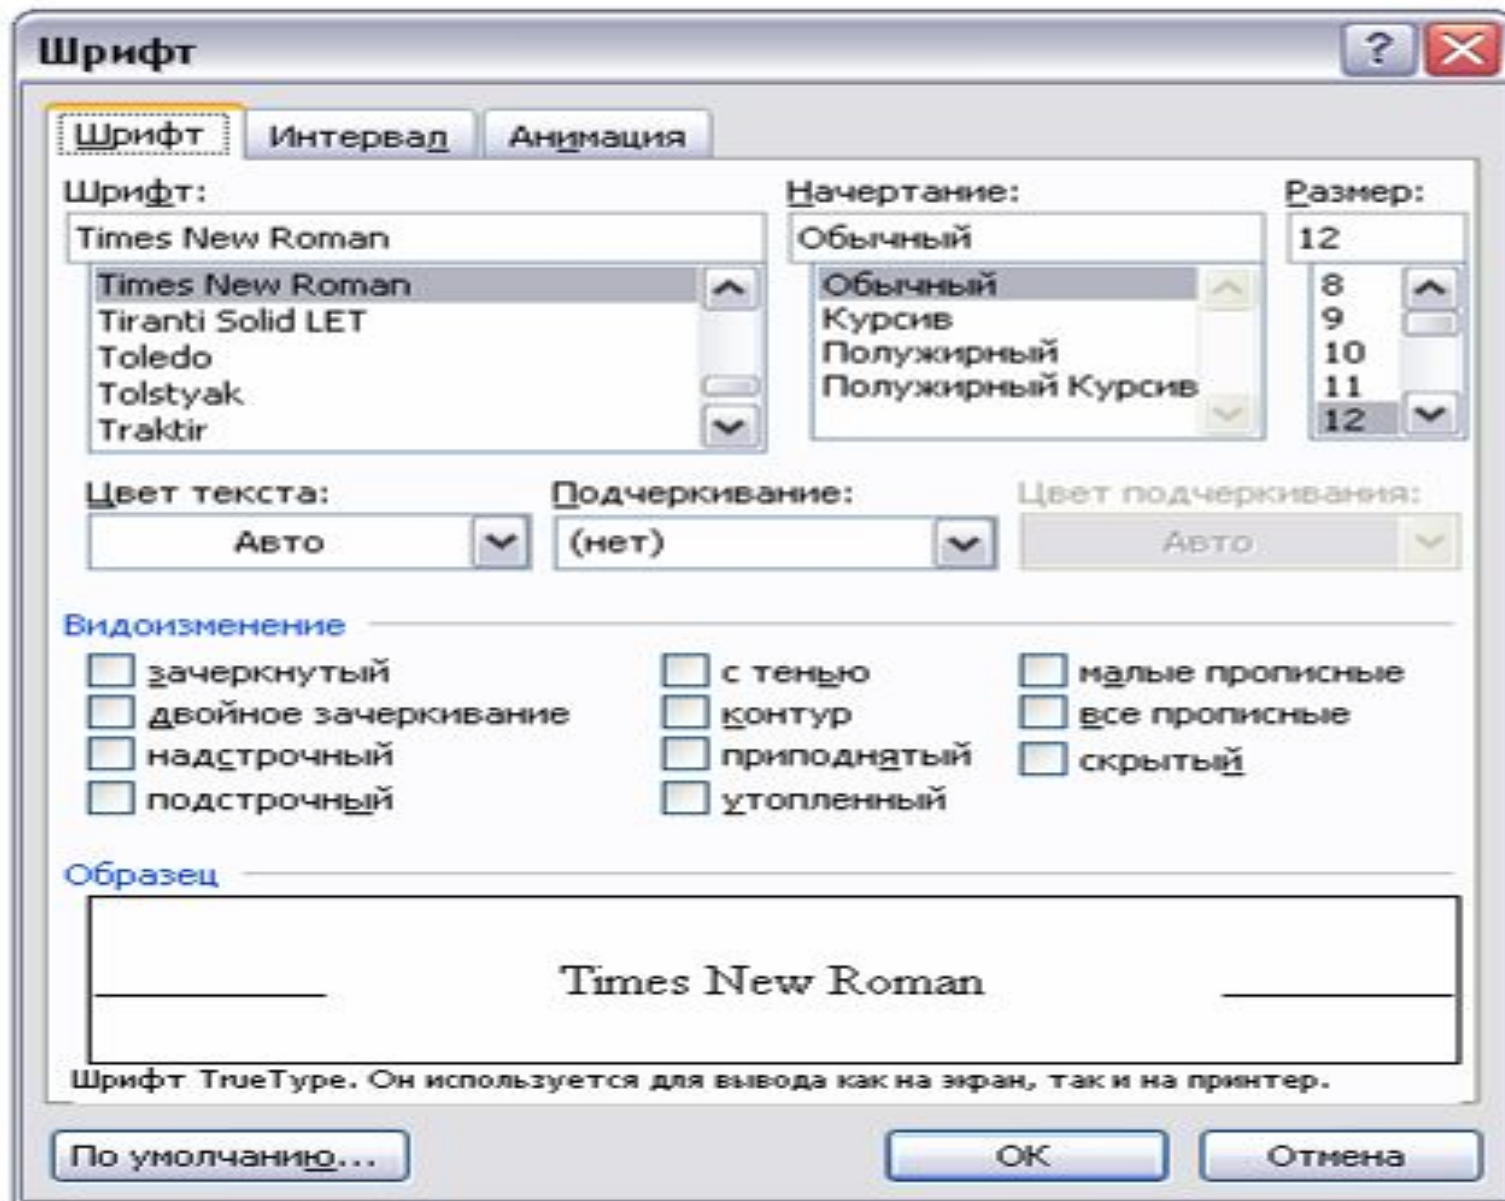 Шрифт
Шрифт Интервал Анимация
Шрифт: Начертание: Размер:
Times New Roman Обычный 12
Times New Roman Обычный 8
Tiranti Solid LET Курсив 9
Toledo Полужирный 10
Tolstyak Полужирный Курсив 11
Traktir 12
Цвет текста: Подчеркивание: Цвет подчеркивания:
Авто (нет) Авто
Видоизменение
зачеркнутый с тенью малые прописные
двойное зачеркивание контур все прописные
надстрочный приподнятый скрытый
подстрочный утопленный
Образец
Times New Roman
Шрифт TrueType. Он используется для вывода как на экран, так и на принтер.
По умолчанию... ОК Отмена